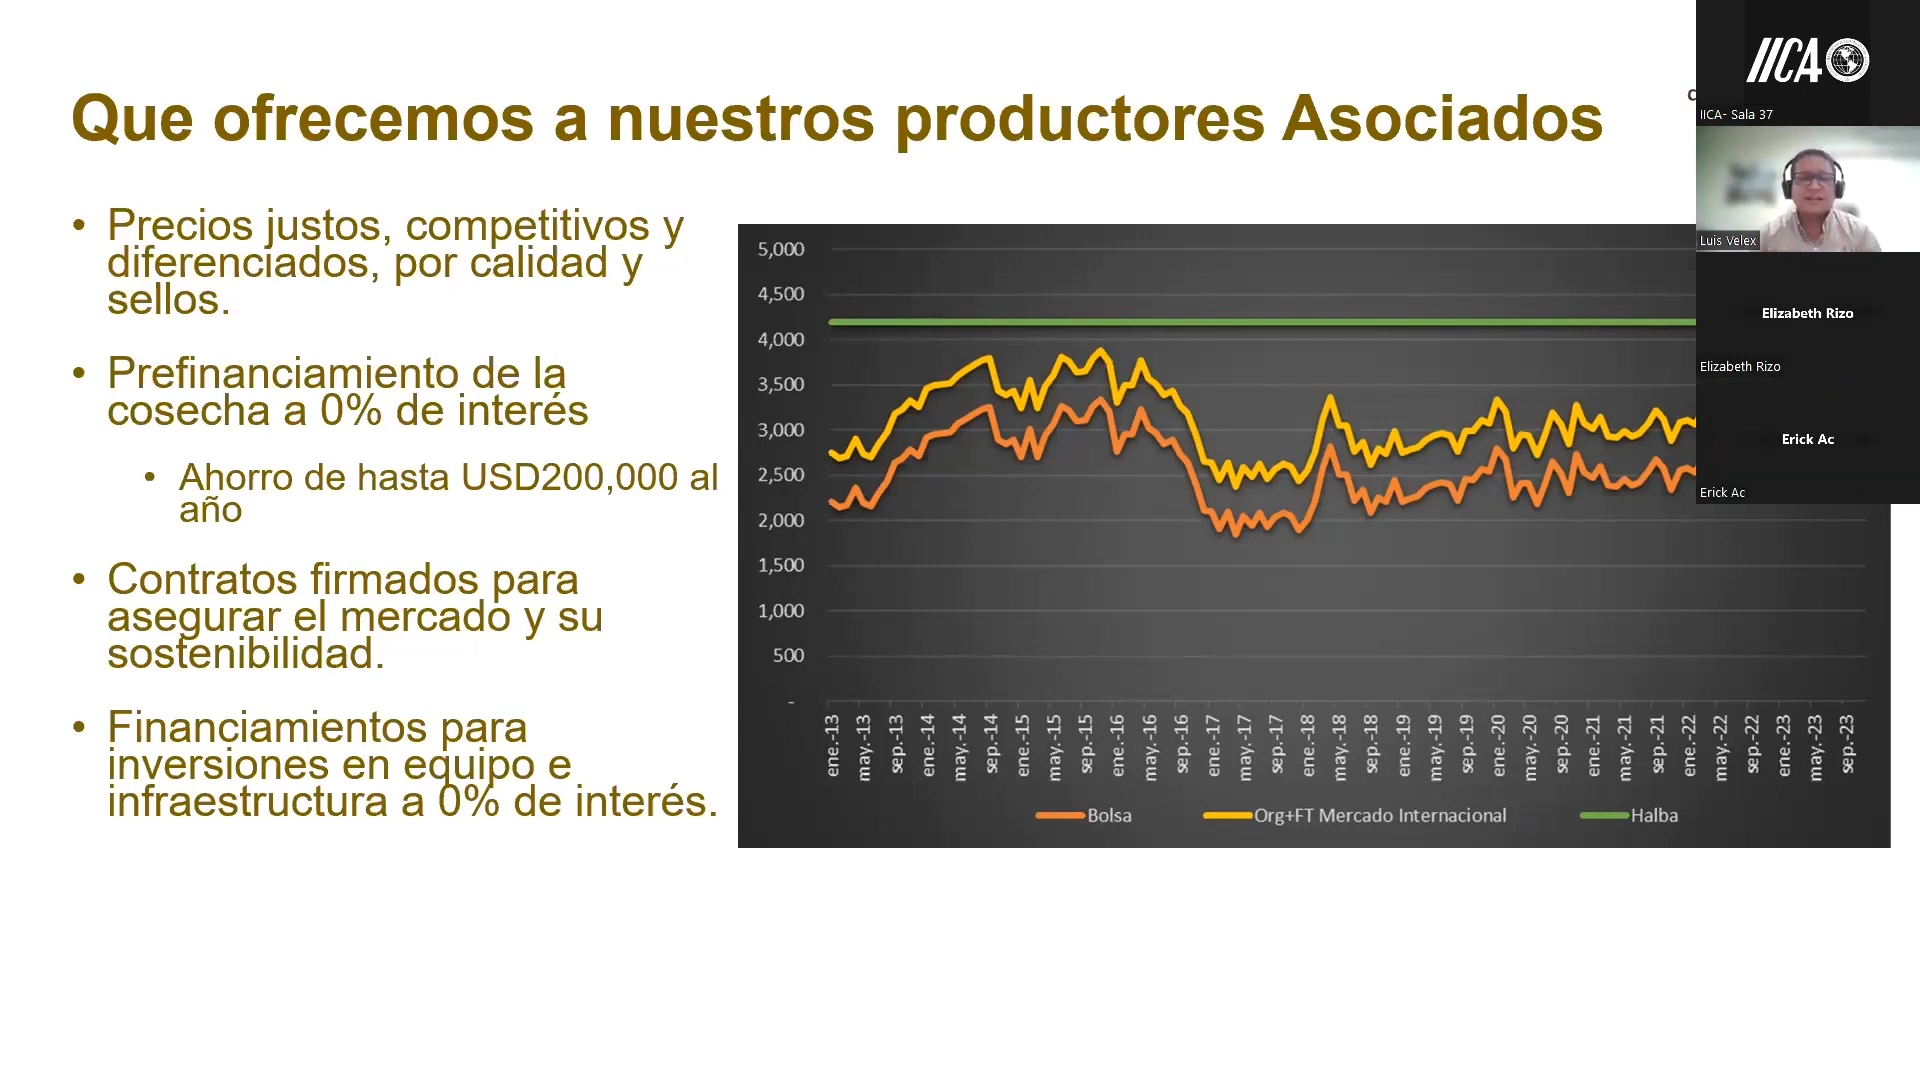 Que ofrecemos a nuestros productores Asociados
• Precios justos, competitivos y
diferenciados, por calidad y
sellos.
• Prefinanciamiento de la
cosecha a 0% de interés
• Ahorro de hasta USD200,000 al
año
• Contratos firmados para
asegurar el mercado y su
sostenibilidad.
• Financiamientos para
inversiones en equipo e
infraestructura a 0% de interés.
5,000
4,500
4,000
3,500
3,000
2,500
2,000
1,500
1,000
500
-
ene.-13
may.-13
sep.-13
ene.-14
may.-14
sep.-14
ene.-15
may.-15
sep.-15
ene.-16
may.-16
sep.-16
ene.-17
may.-17
sep.-17
ene.-18
may.-18
sep.-18
ene.-19
may.-19
sep.-19
ene.-20
may.-20
sep.-20
ene.-21
may.-21
sep.-21
ene.-22
may.-22
sep.-22
ene.-23
may.-23
sep.-23
Bolsa
Org+FT Mercado Internacional
Halba
IICA
IICA- Sala 37
Luis Velex
Elizabeth Rizo
Elizabeth Rizo
Erick Ac
Erick Ac